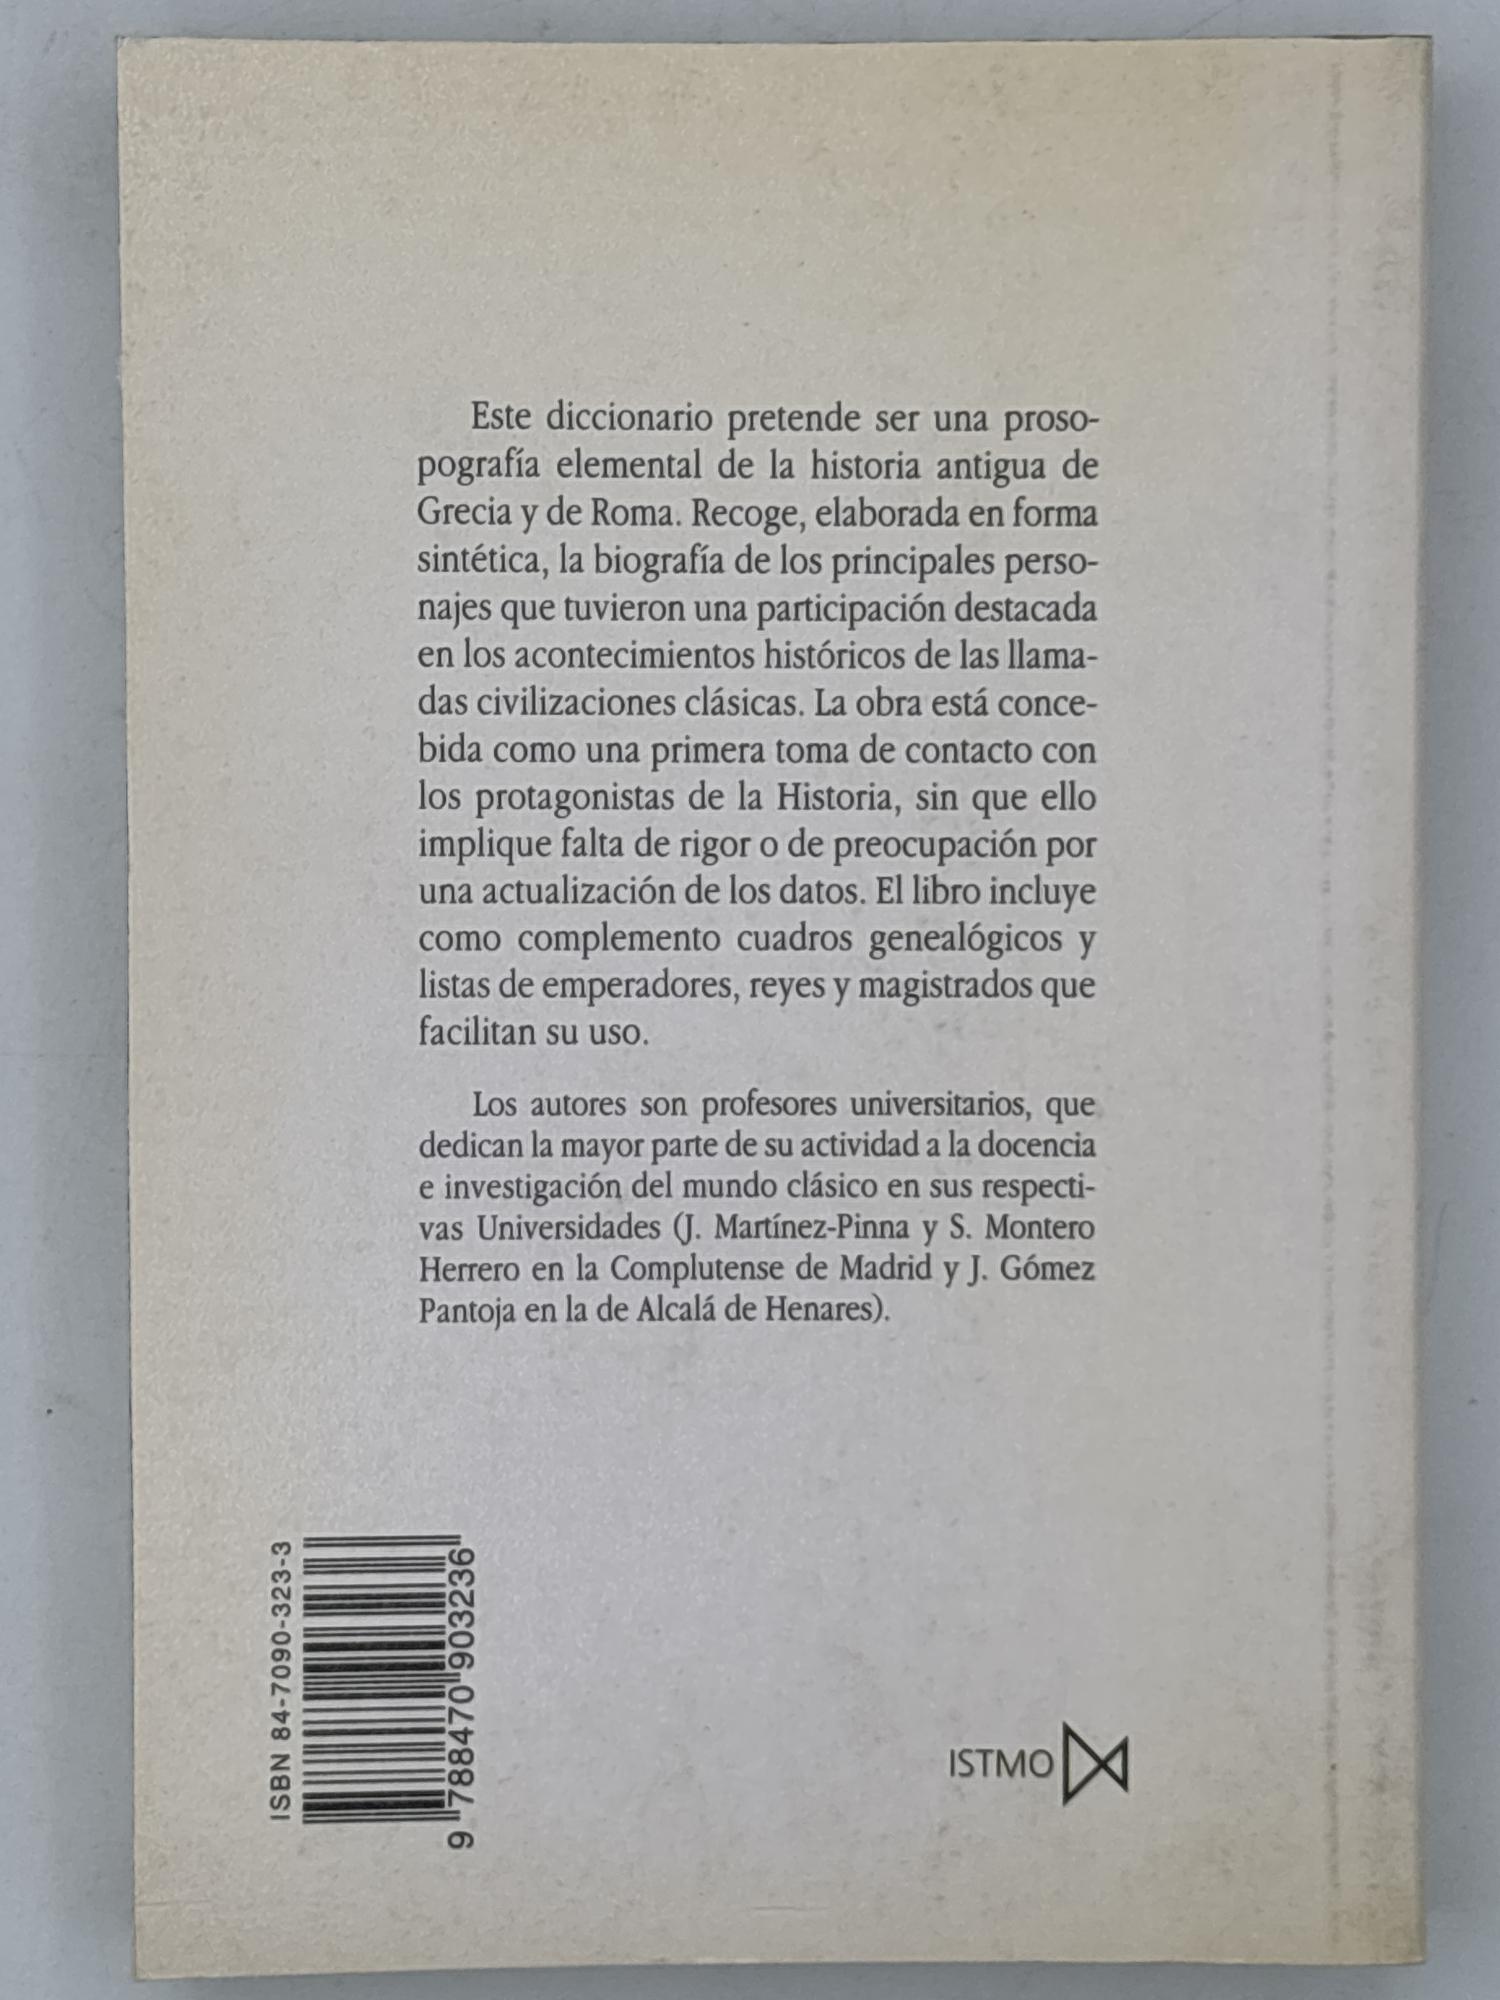 Este diccionario pretende ser una proso-
pografía elemental de la historia antigua de
Grecia y de Roma. Recoge, elaborada en forma
sintética, la biografía de los principales perso-
najes que tuvieron una participación destacada
en los acontecimientos históricos de las llama-
das civilizaciones clásicas. La obra está conce-
bida como una primera toma de contacto con
los protagonistas de la Historia, sin que ello
implique falta de rigor o de preocupación por
una actualización de los datos. El libro incluye
como complemento cuadros genealógicos y
listas de emperadores, reyes y magistrados que
facilitan su uso.
Los autores son profesores universitarios, que
dedican la mayor parte de su actividad a la docencia
e investigación del mundo clásico en sus respecti-
vas Universidades (J. Martínez-Pinna y S. Montero
Herrero en la Complutense de Madrid y J. Gómez
Pantoja en la de Alcalá de Henares).
ISBN 84-7090-323-3
9 788470 903236
ISTMO